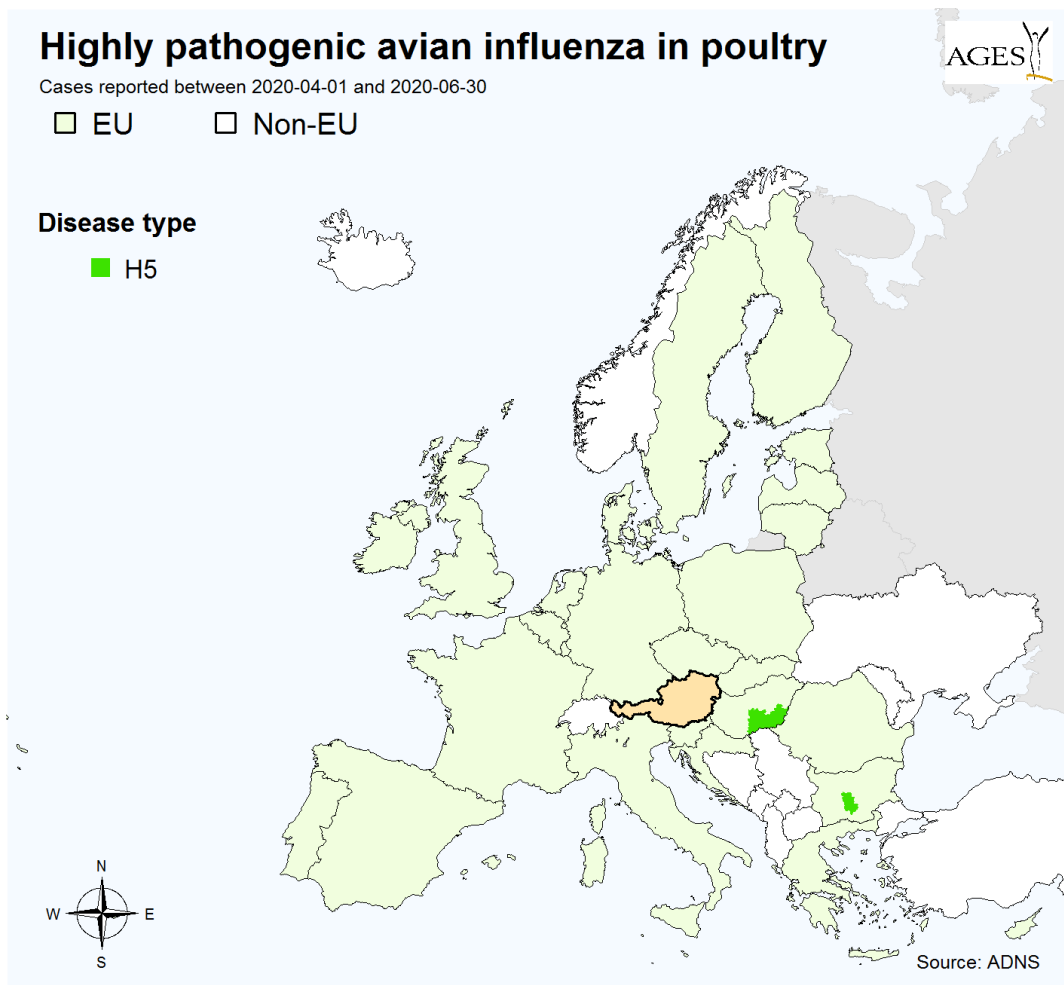 Highly pathogenic avian influenza in poultry
AGES
Cases reported between 2020-04-01 and 2020-06-30
EU
Non-EU
Disease type
H5
N
W
E
S
Source: ADNS